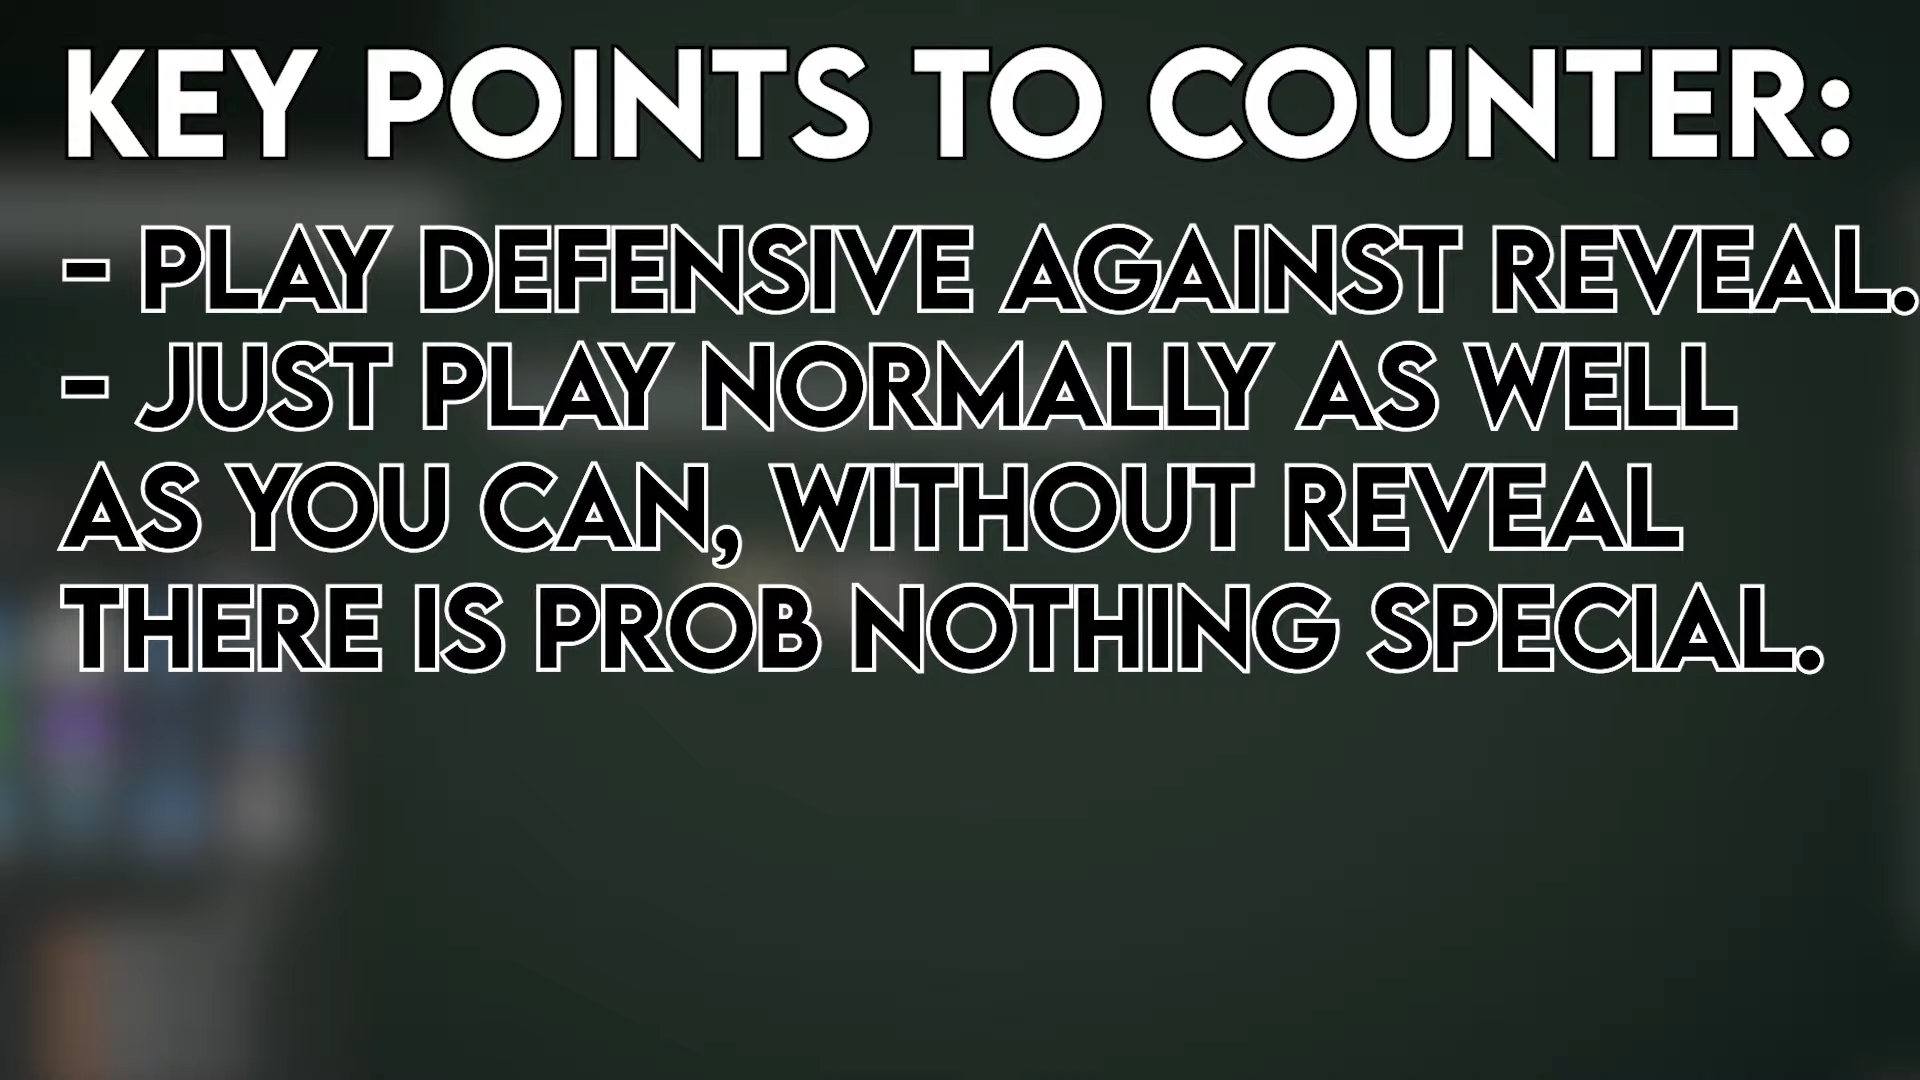 KEY POINTS TO COUNTER:
- PLAY DEFENSIVE AGAINST REVEAL.
- JUST PLAY NORMALLY AS WELL
AS YOU CAN, WITHOUT REVEAL
THERE IS PROB NOTHING SPECIAL.